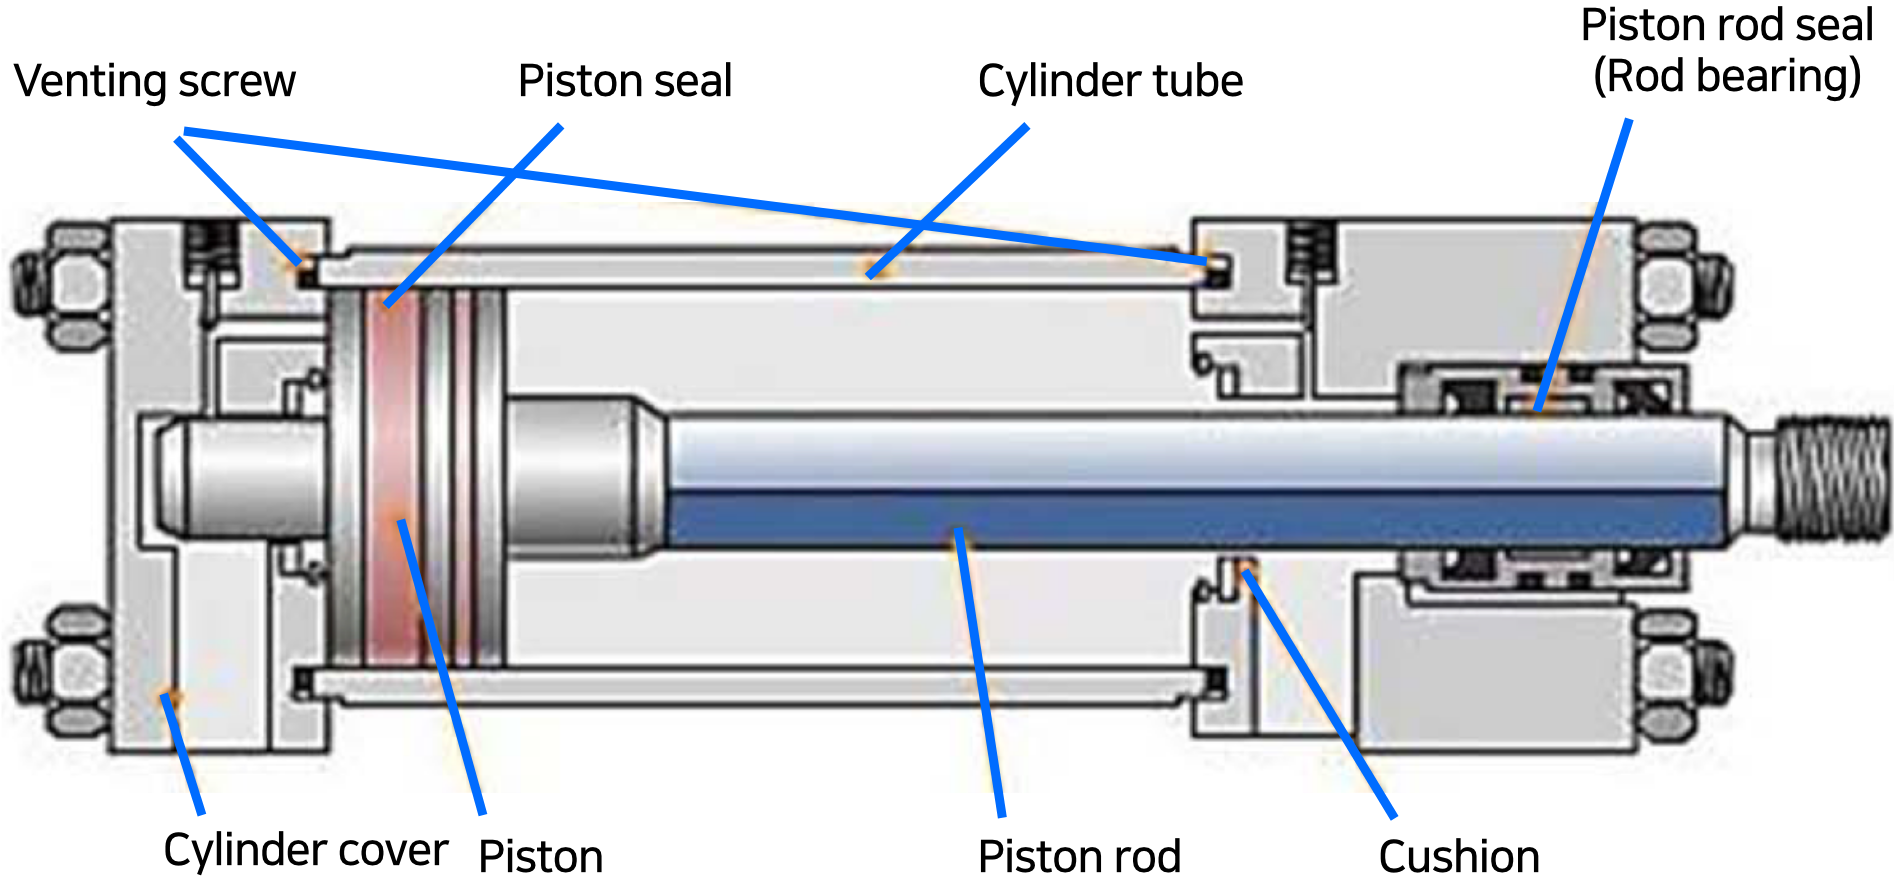 Piston rod seal
(Rod bearing)
Venting screw
Piston seal
Cylinder tube
Cylinder cover
Piston
Piston rod
Cushion